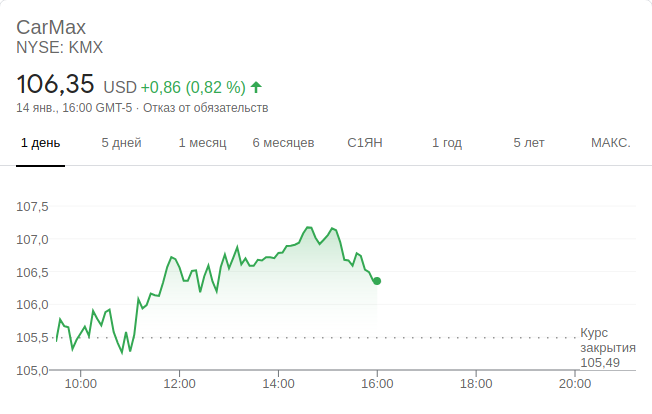 CarMax
NYSE: KMX
106,35 USD +0,86 (0,82 %)
14 янв., 16:00 GMT-5 · Отказ от обязательств
1 день 5 дней 1 месяц 6 месяцев С1ЯН 1 год 5 лет МАКС.
107,5
107,0
106,5
106,0
105,5
Курс
закрытия
105,49
105,0
10:00 12:00 14:00 16:00 18:00 20:00